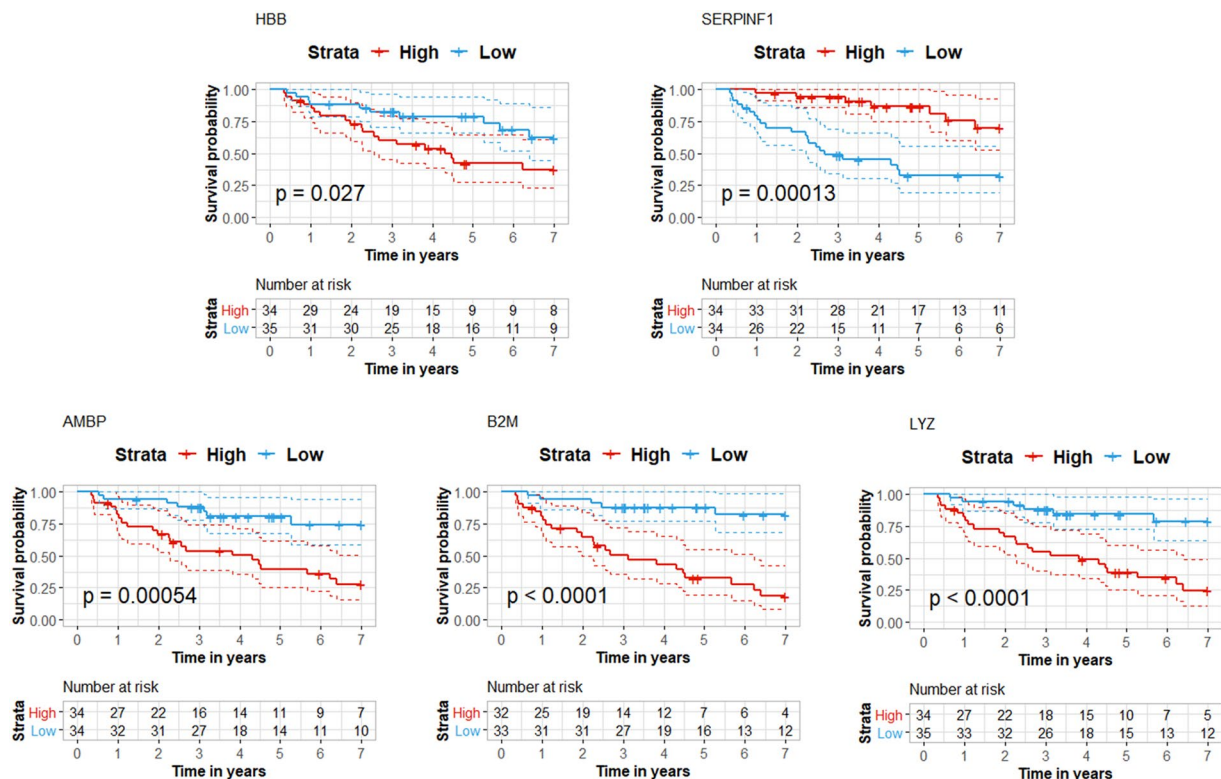 HBB
Strata High Low
Survival probability
1.00
0.75
0.50
0.25
0.00
p = 0.027
0 1 2 3 4 5 6 7
Time in years
Number at risk
Strata
High 34 29 24 19 15 9 9 8
Low 35 31 30 25 18 16 11 9
0 1 2 3 4 5 6 7
Time in years
SERPINF1
Strata High Low
Survival probability
1.00
0.75
0.50
0.25
0.00
p = 0.00013
0 1 2 3 4 5 6 7
Time in years
Number at risk
Strata
High 34 33 31 28 21 17 13 11
Low 34 26 22 15 11 7 6 6
0 1 2 3 4 5 6 7
Time in years
AMBP
Strata High Low
Survival probability
1.00
0.75
0.50
0.25
0.00
p = 0.00054
0 1 2 3 4 5 6 7
Time in years
Number at risk
Strata
High 34 27 22 16 14 11 9 7
Low 34 32 31 27 18 14 11 10
0 1 2 3 4 5 6 7
Time in years
B2M
Strata High Low
Survival probability
1.00
0.75
0.50
0.25
0.00
p < 0.0001
0 1 2 3 4 5 6 7
Time in years
Number at risk
Strata
High 32 25 19 14 12 7 6 4
Low 33 31 31 27 19 16 13 12
0 1 2 3 4 5 6 7
Time in years
LYZ
Strata High Low
Survival probability
1.00
0.75
0.50
0.25
0.00
p < 0.0001
0 1 2 3 4 5 6 7
Time in years
Number at risk
Strata
High 34 27 22 18 15 10 7 5
Low 35 33 32 26 18 15 13 12
0 1 2 3 4 5 6 7
Time in years